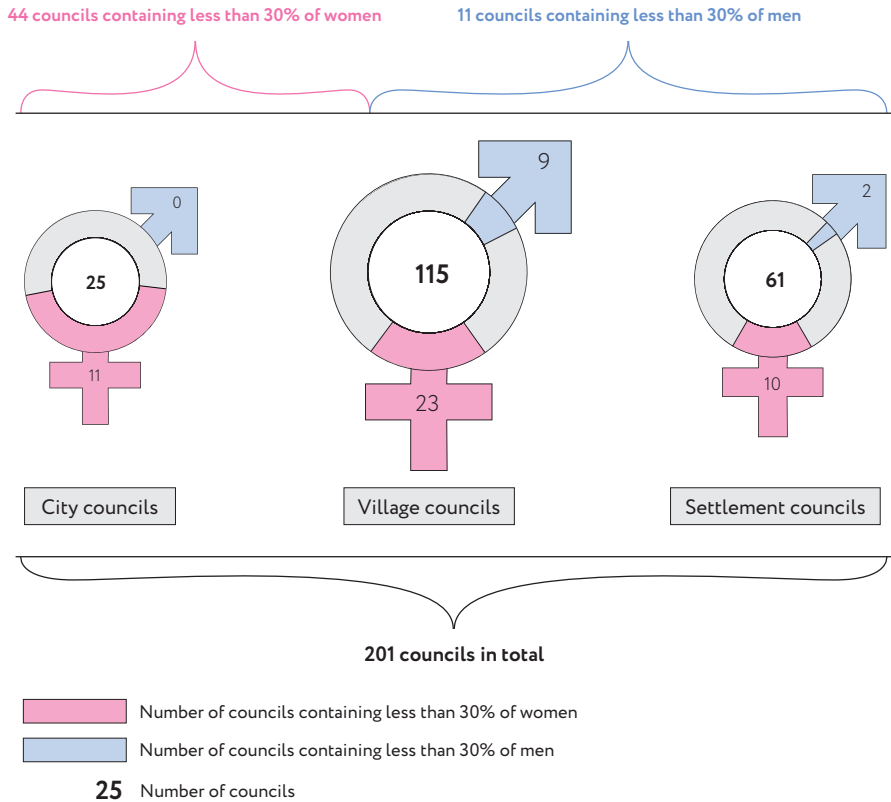 44 councils containing less than 30% of women
11 councils containing less than 30% of men
0
9
2
25
115
61
11
23
10
City councils
Village councils
Settlement councils
201 councils in total
Number of councils containing less than 30% of women
Number of councils containing less than 30% of men
25 Number of councils